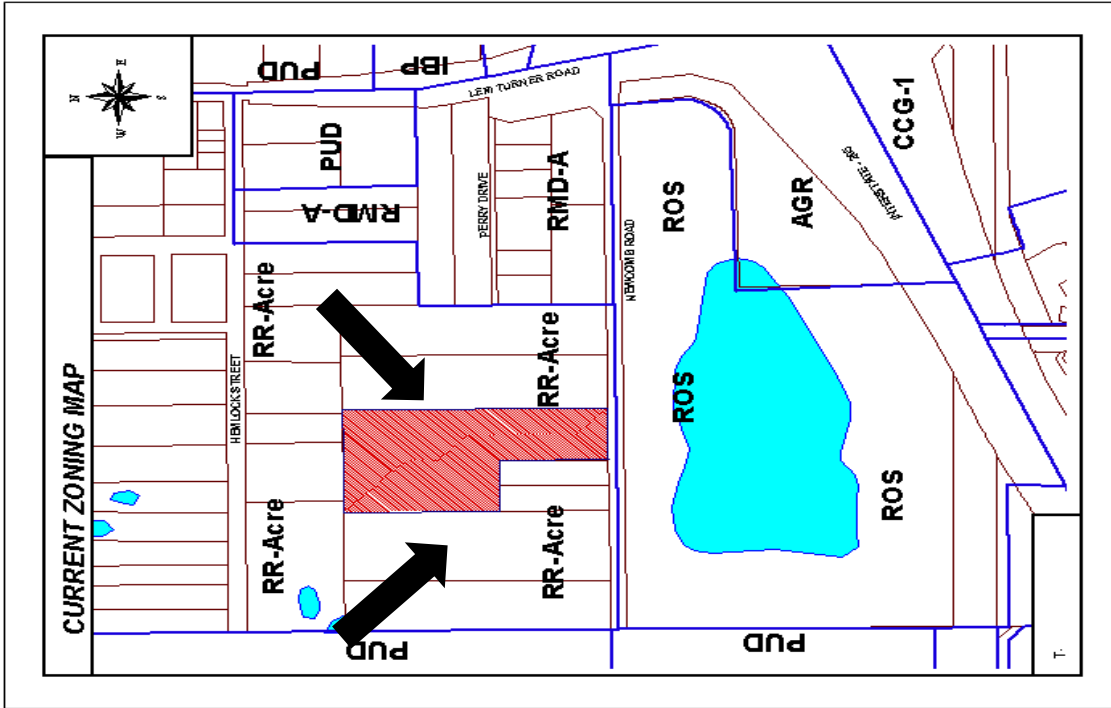 CURRENT ZONING MAP
N
E
S
W
PUD
IBP
LEM TURNER ROAD
CCG-1
PUD
RMD-A
PERRY DRIVE
RMD-A
NEWCOMB ROAD
ROS
AGR
INTERSTATE - 295
HEMLOCK STREET
RR-Acre
RR-Acre
ROS
RR-Acre
RR-Acre
ROS
PUD
PUD
T-